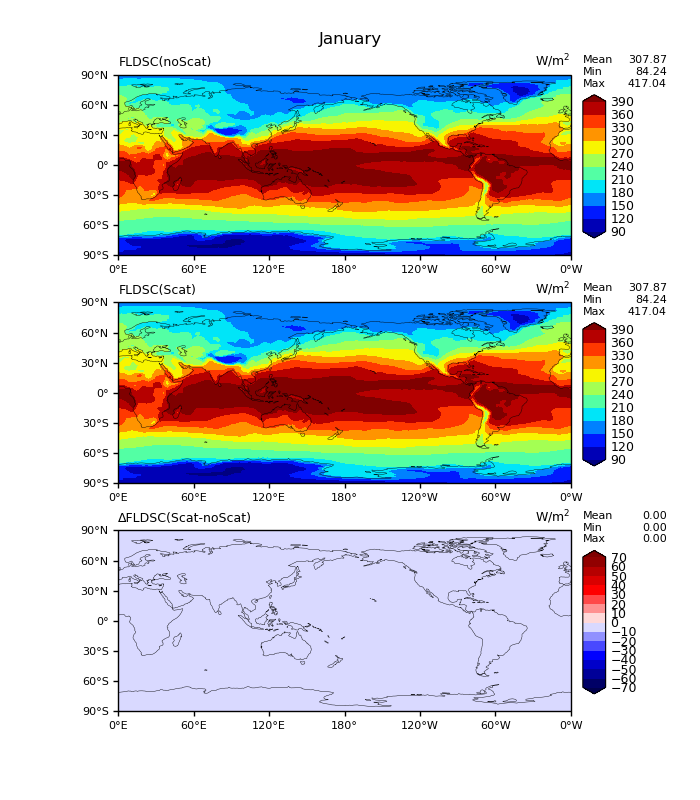 January
FLDSC(noScat) W/m2
Mean 307.87
Min 84.24
Max 417.04
90°N
60°N
30°N
0°
30°S
60°S
90°S
0°E 60°E 120°E 180° 120°W 60°W 0°W
390
360
330
300
270
240
210
180
150
120
90
FLDSC(Scat) W/m2
Mean 307.87
Min 84.24
Max 417.04
90°N
60°N
30°N
0°
30°S
60°S
90°S
0°E 60°E 120°E 180° 120°W 60°W 0°W
390
360
330
300
270
240
210
180
150
120
90
ΔFLDSC(Scat-noScat) W/m2
Mean 0.00
Min 0.00
Max 0.00
90°N
60°N
30°N
0°
30°S
60°S
90°S
0°E 60°E 120°E 180° 120°W 60°W 0°W
70
60
50
40
30
20
10
0
−10
−20
−30
−40
−50
−60
−70